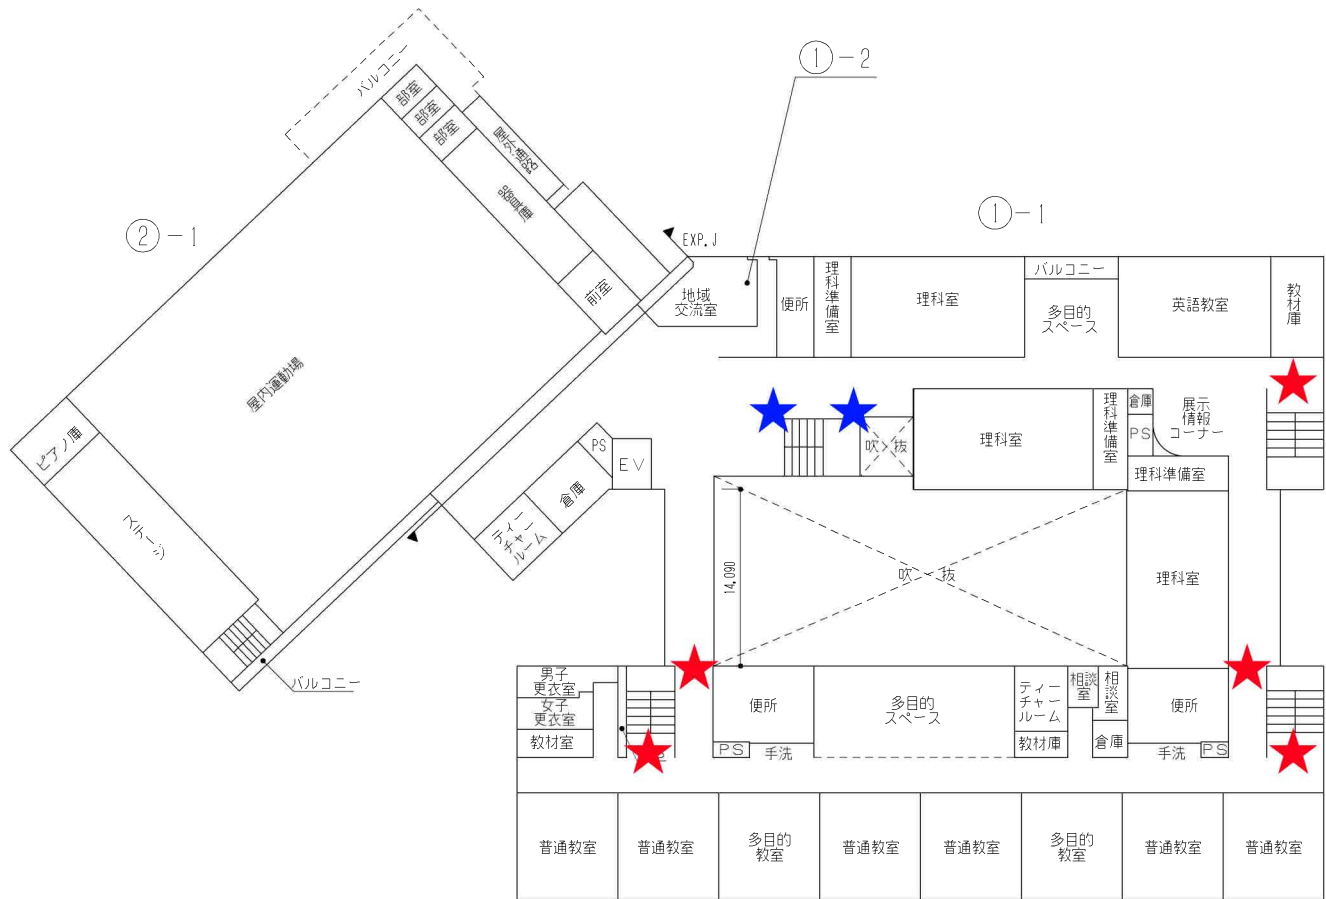 ①-2
バルコニー
部室
部室
部室
屋外通路
器具庫
②-1
①-1
EXP.J
前室
地域
交流室
便所
理科準備室
理科室
バルコニー
多目的
スペース
英語教室
教材庫
屋内運動場
吹 抜
理科室
理科準備室
倉庫
PS
展示
情報
コーナー
理科準備室
ピアノ庫
PS
EV
倉庫
ティー
チャー
ルーム
ステージ
14,090
吹 抜
理科室
バルコニー
男子
更衣室
女子
更衣室
教材室
便所
PS
手洗
多目的
スペース
ティー
チャー
ルーム
教材庫
相談
室
相談室
倉庫
便所
手洗
PS
普通教室
普通教室
多目的
教室
普通教室
普通教室
多目的
教室
普通教室
普通教室